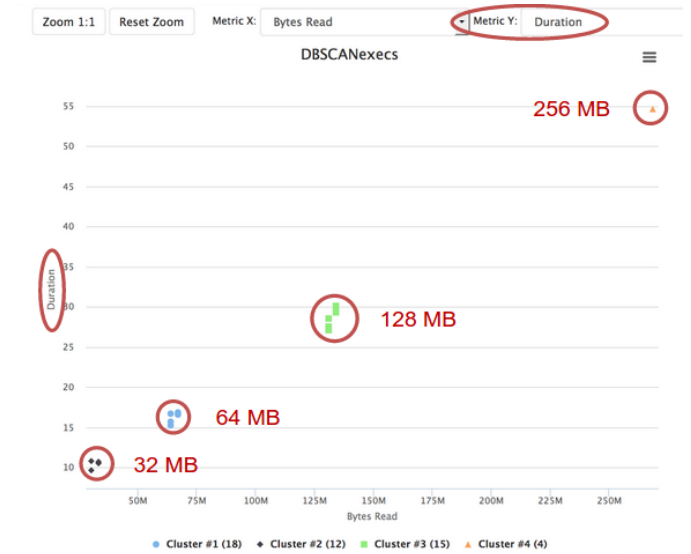 Zoom 1:1 Reset Zoom Metric X: Bytes Read Metric Y: Duration
DBSCANexecs
55
256 MB
50
45
40
35
Duration
30
128 MB
25
20
64 MB
15
32 MB
10
50M 75M 100M 125M 150M 175M 200M 225M 250M
Bytes Read
Cluster #1 (18) Cluster #2 (12) Cluster #3 (15) Cluster #4 (4)